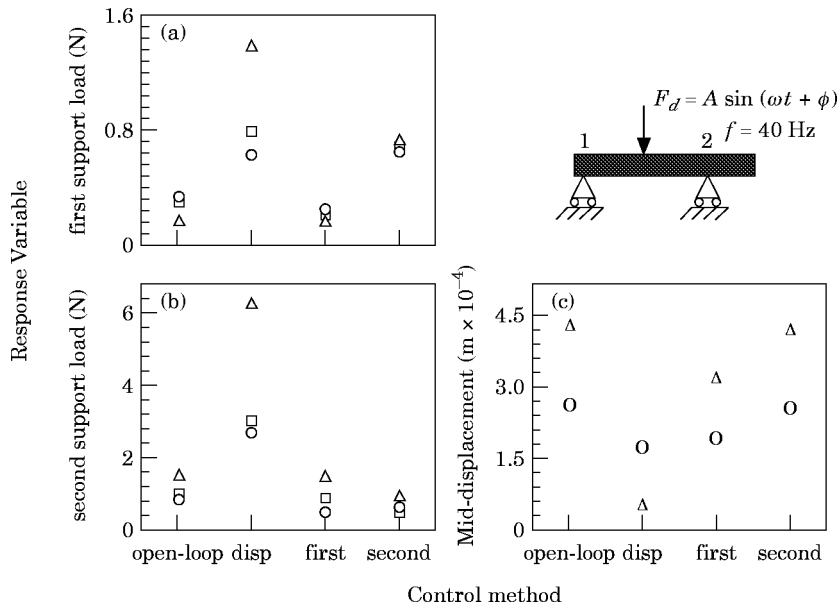 Response Variable
first support load (N)
1.6
0.8
0
(a)
F_d = A sin (ωt + φ)
f = 40 Hz
1
2
second support load (N)
6
4
2
0
(b)
open-loop disp first second
Mid-displacement (m × 10⁻⁴)
4.5
3.0
1.5
0
(c)
open-loop disp first second
Control method